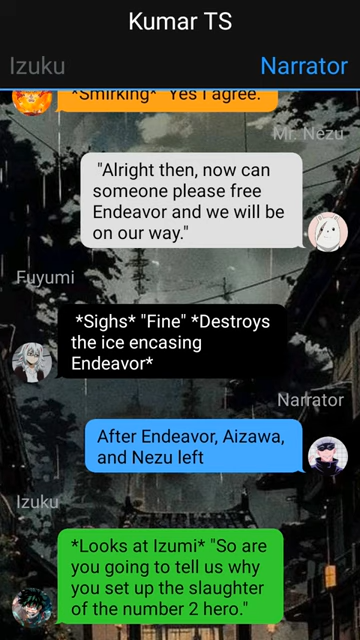 Kumar TS
Izuku Narrator
*Smirking* "Yes I agree."
Mr. Nezu
"Alright then, now can
someone please free
Endeavor and we will be
on our way."
Fuyumi
*Sighs* "Fine" *Destroys
the ice encasing
Endeavor*
Narrator
After Endeavor, Aizawa,
and Nezu left
Izuku
*Looks at Izumi* "So are
you going to tell us why
you set up the slaughter
of the number 2 hero."